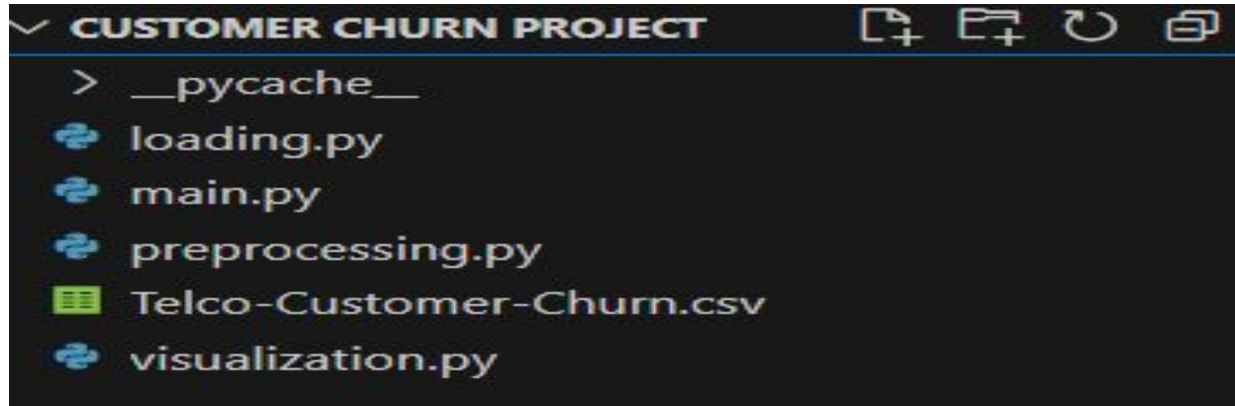 CUSTOMER CHURN PROJECT
__pycache__
loading.py
main.py
preprocessing.py
Telco-Customer-Churn.csv
visualization.py